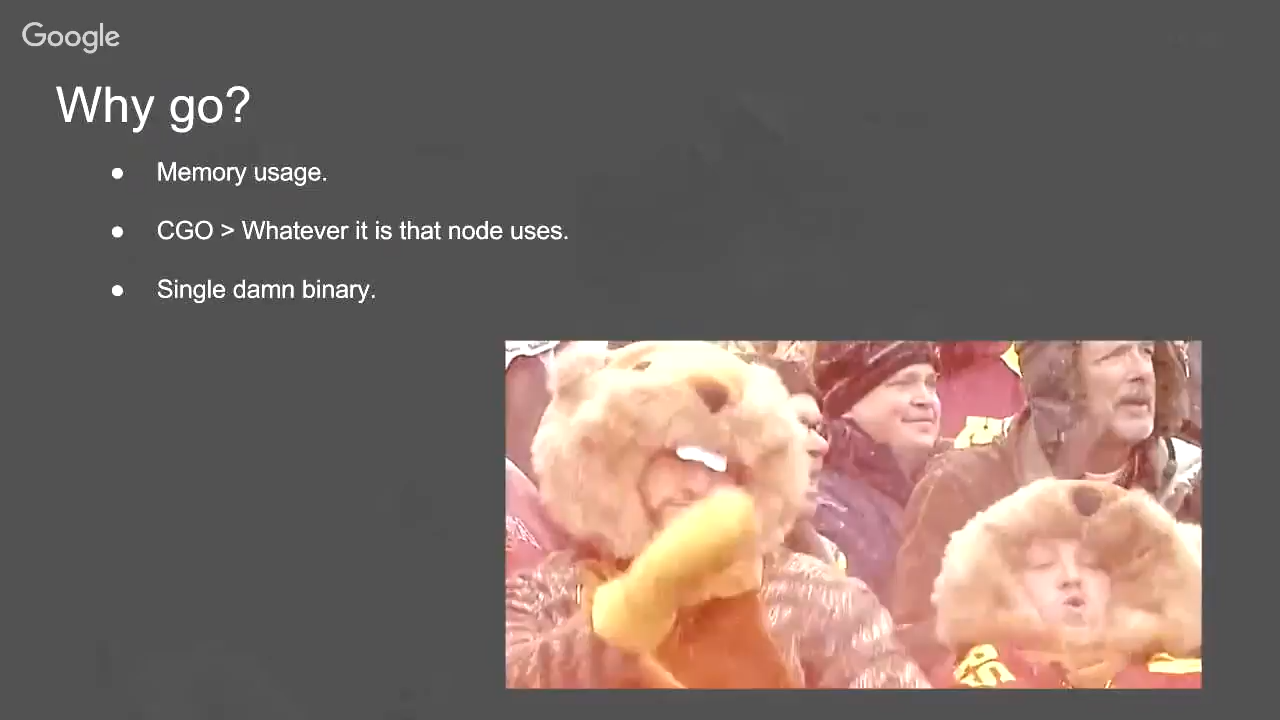 Google
Why go?
● Memory usage.
● CGO > Whatever it is that node uses.
● Single damn binary.